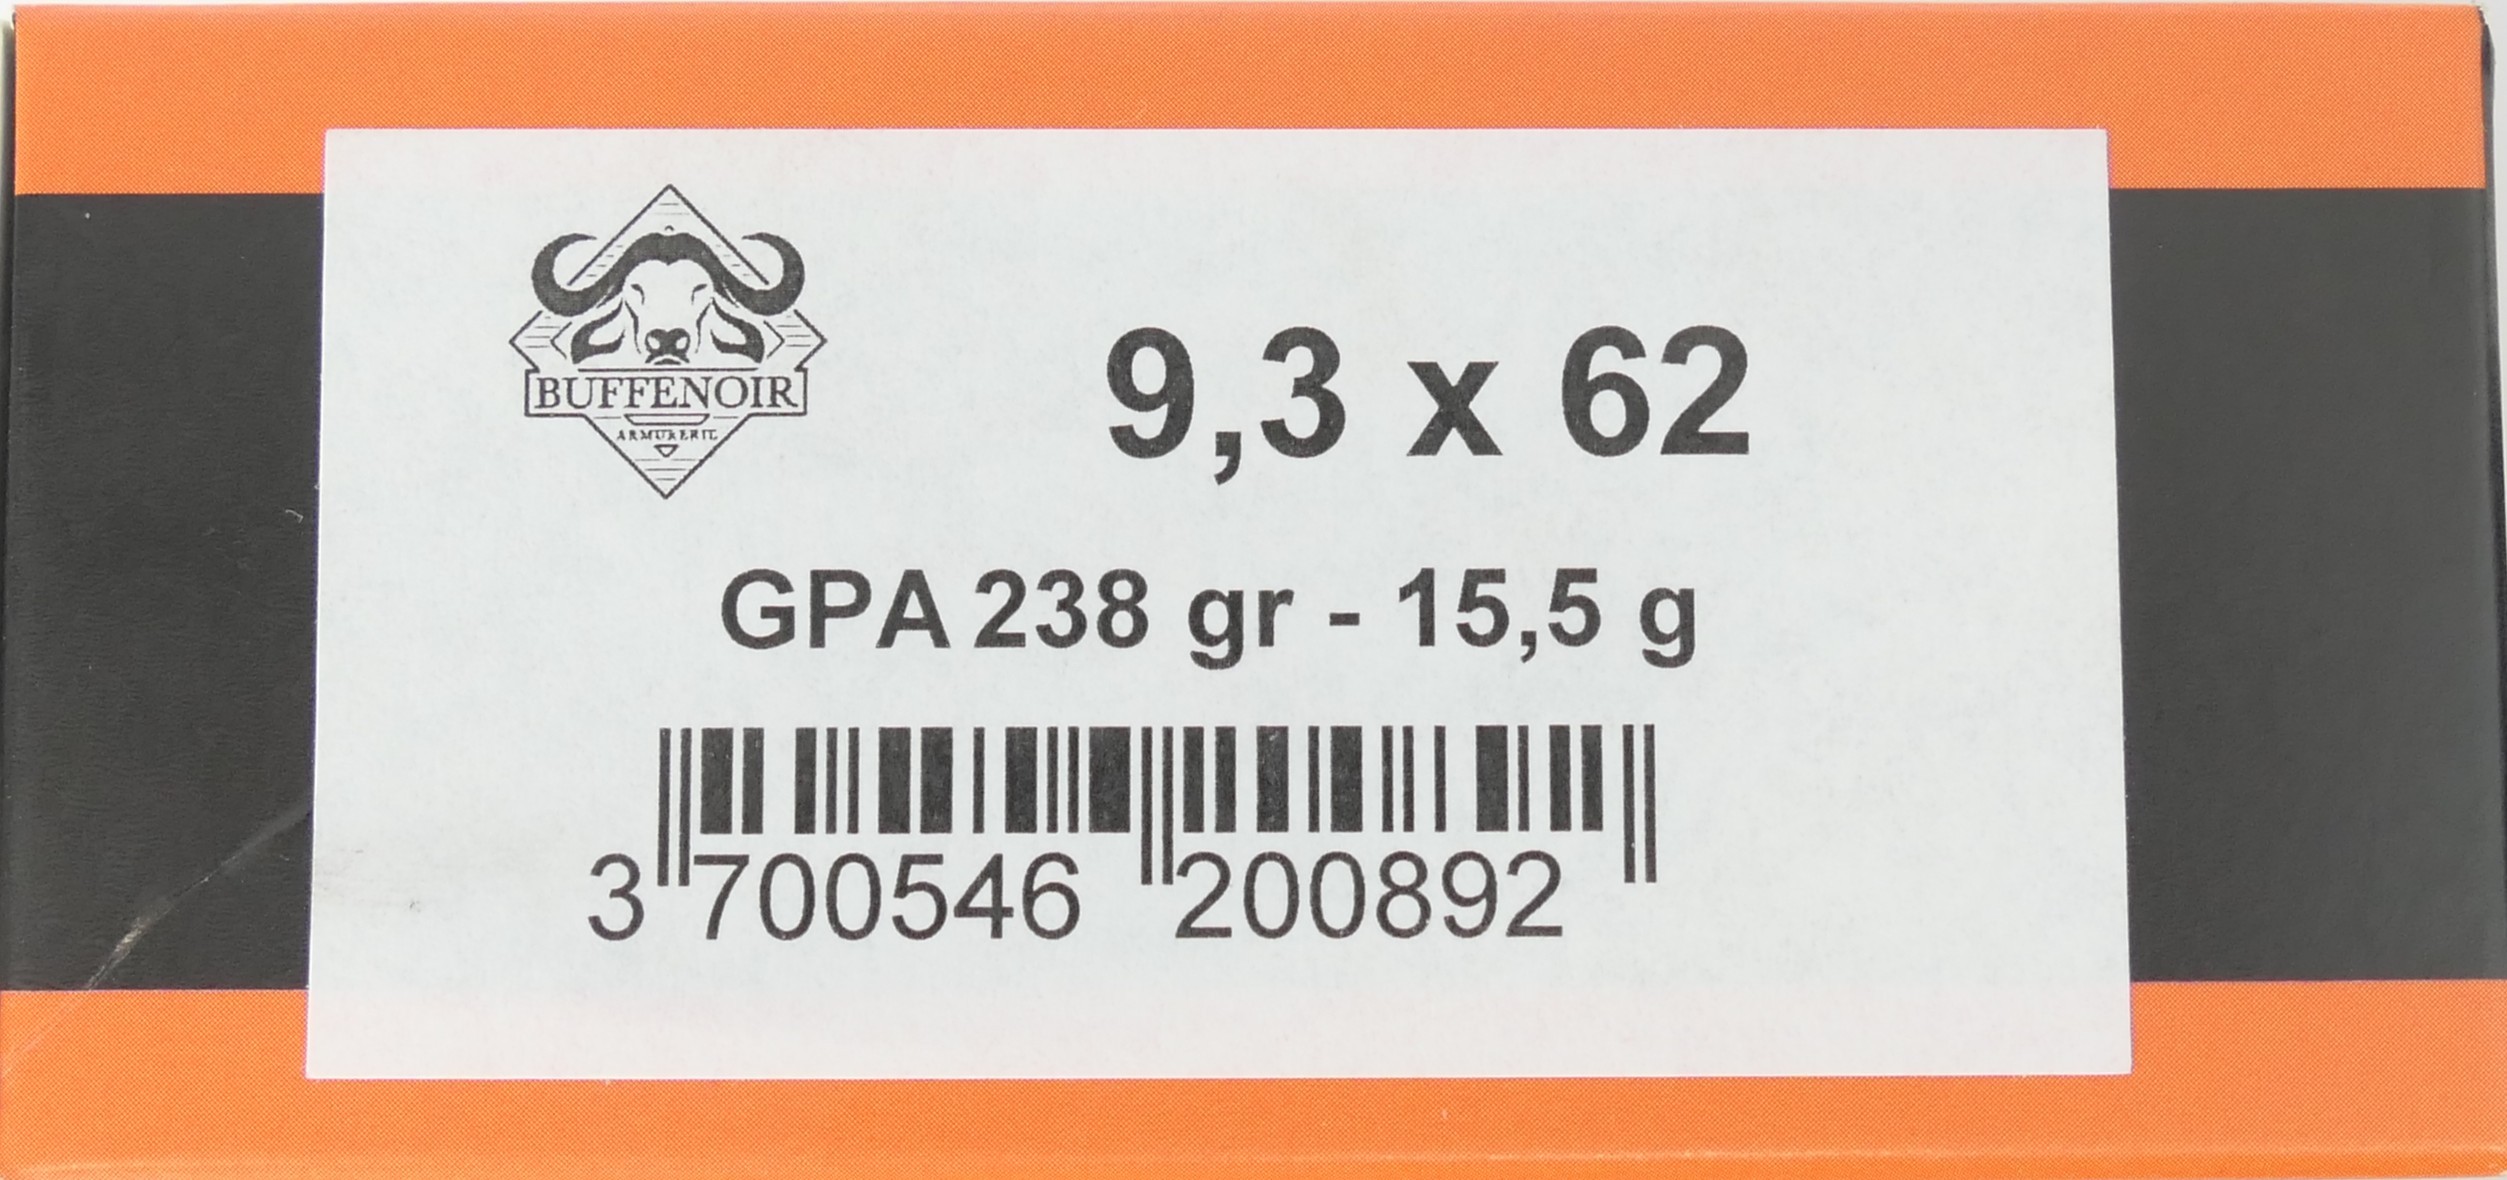 BUFFENOIR
ARMURERIE
9,3 x 62
GPA 238 gr - 15,5 g
3 700546 200892